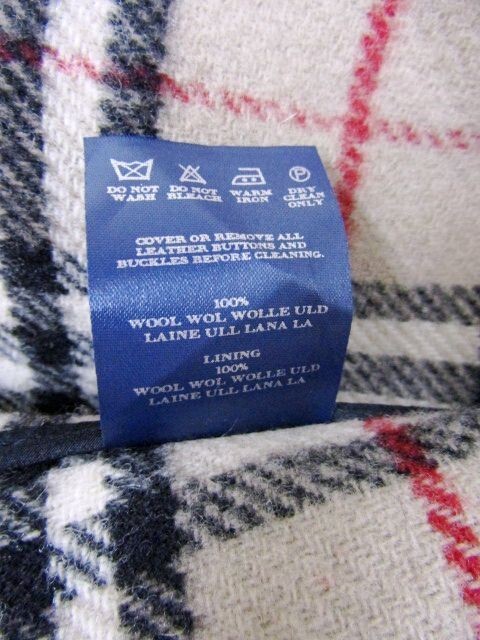 DO NOT WASH
DO NOT BLEACH
WARM IRON
P
DRY CLEAN ONLY
COVER OR REMOVE ALL
LEATHER BUTTONS AND
BUCKLES BEFORE CLEANING.
100%
WOOL WOL WOLLE ULD
LAINE ULL LANA LA
LINING
100%
WOOL WOL WOLLE ULD
LAINE ULL LANA LA